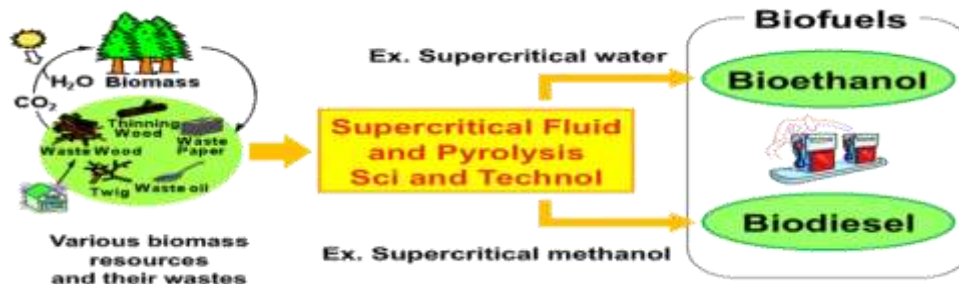 H₂O Biomass
CO₂
Thinning
Wood
Waste Wood
Waste
Paper
Twig
Waste oil
Various biomass
resources
and their wastes
Ex. Supercritical water
Supercritical Fluid
and Pyrolysis
Sci and Technol
Ex. Supercritical methanol
Biofuels
Bioethanol
Biodiesel